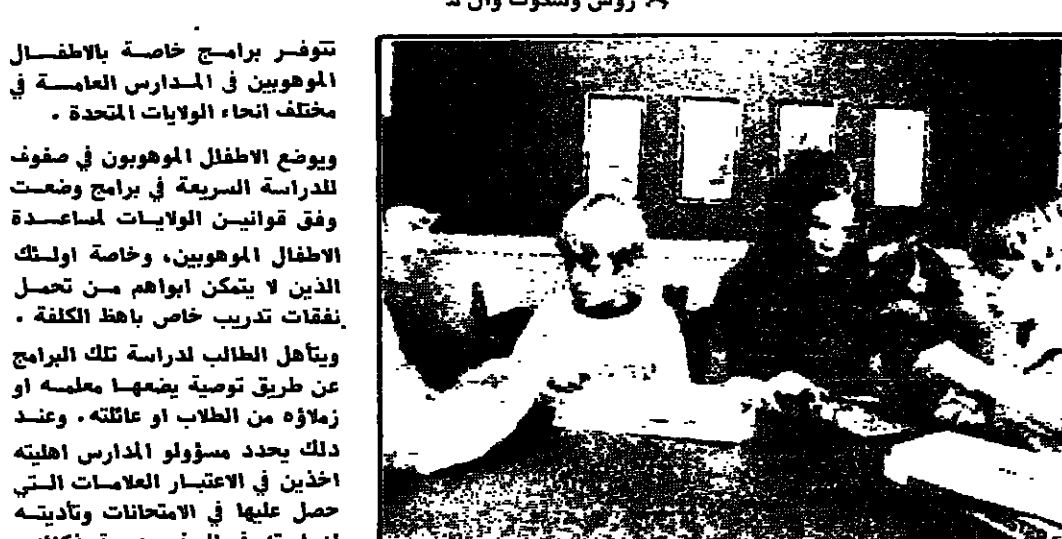 روس وسكوت وان
تتوفر برامج خاصة بالاطفال
الموهوبين في المدارس العامة في
مختلف انحاء الولايات المتحدة .
ويوضع الاطفال الموهوبون في صفوف
للدراسة السريعة في برامج وضعت
وفق قوانين الولايات لمساعدة
الاطفال الموهوبين، وخاصة اولئك
الذين لا يتمكن ابواهم من تحمل
نفقات تدريب خاص باهظ الكلفة .
ويتأهل الطالب لدراسة تلك البرامج
عن طريق توصية يضعها معلمه او
زملاؤه من الطلاب او عائلته . وعند
ذلك يحدد مسؤولو المدارس اهليته
اخذين في الاعتبار العلامات التي
حصل عليها في الامتحانات وتأديته